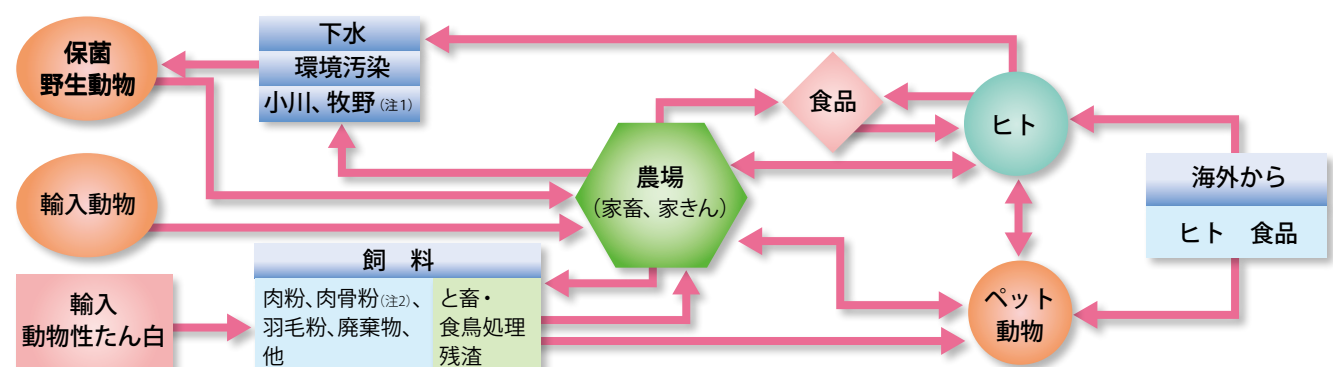 保菌
野生動物
下水
環境汚染
小川、牧野(注1)
食品
ヒト
農場
(家畜、家きん)
輸入動物
海外から
ヒト　食品
飼　料
肉粉、肉骨粉(注2)、
羽毛粉、廃棄物、
他
と畜・
食鳥処理
残渣
輸入
動物性たん白
ペット
動物